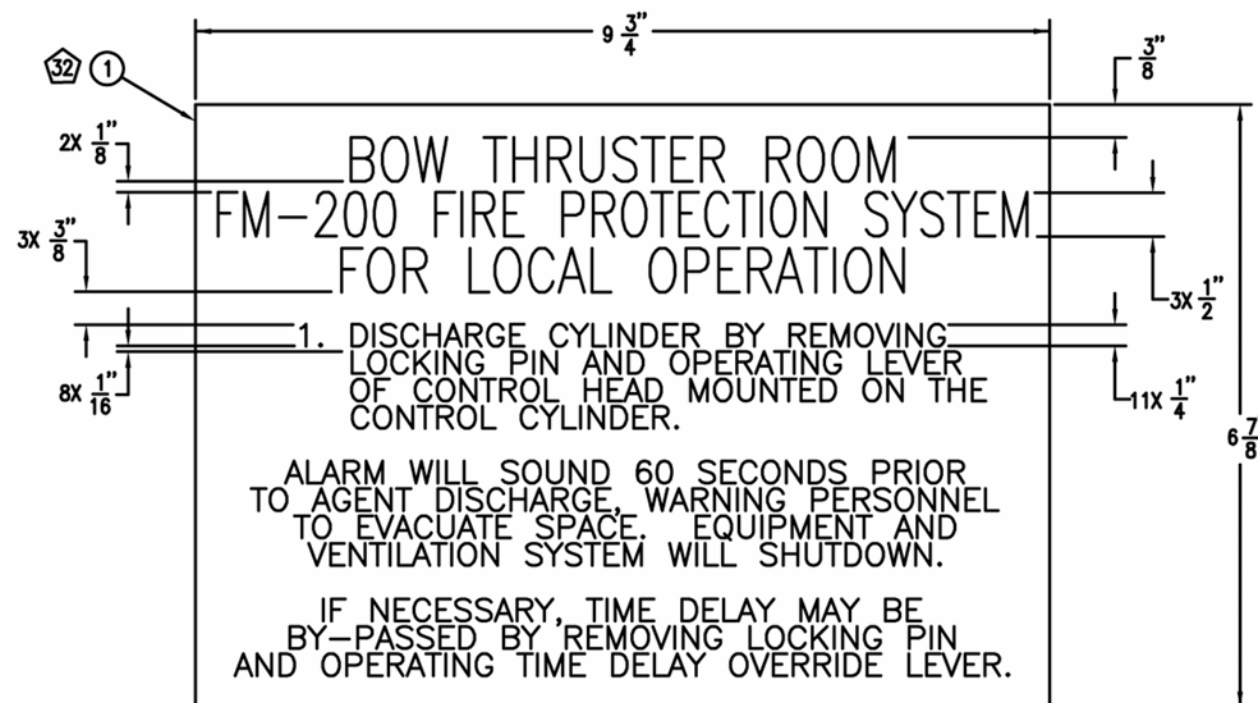 9 3/4"
32 1
3/8"
2X 1/8"
BOW THRUSTER ROOM
FM-200 FIRE PROTECTION SYSTEM
3X 3/8"
FOR LOCAL OPERATION
3X 1/2"
1. DISCHARGE CYLINDER BY REMOVING
LOCKING PIN AND OPERATING LEVER
8X 1/16"
OF CONTROL HEAD MOUNTED ON THE
11X 1/4"
CONTROL CYLINDER.
6 7/8
ALARM WILL SOUND 60 SECONDS PRIOR
TO AGENT DISCHARGE, WARNING PERSONNEL
TO EVACUATE SPACE. EQUIPMENT AND
VENTILATION SYSTEM WILL SHUTDOWN.
IF NECESSARY, TIME DELAY MAY BE
BY-PASSED BY REMOVING LOCKING PIN
AND OPERATING TIME DELAY OVERRIDE LEVER.